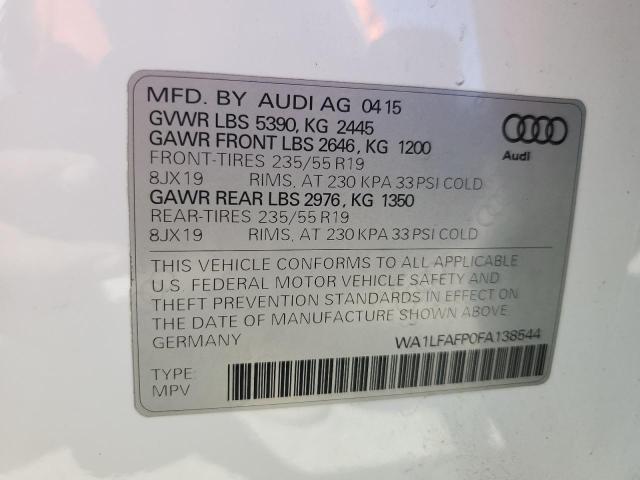 MFD. BY AUDI AG 04 15
GVWR LBS 5390, KG 2445
GAWR FRONT LBS 2646, KG 1200
FRONT-TIRES 235/55 R19
8JX19 RIMS, AT 230 KPA 33 PSI COLD
GAWR REAR LBS 2976, KG 1350
REAR-TIRES 235/55 R19
8JX19 RIMS, AT 230 KPA 33 PSI COLD
Audi
THIS VEHICLE CONFORMS TO ALL APPLICABLE
U.S. FEDERAL MOTOR VEHICLE SAFETY AND
THEFT PREVENTION STANDARDS IN EFFECT ON
THE DATE OF MANUFACTURE SHOWN ABOVE.
GERMANY WA1LFAFP0FA138544
TYPE:
MPV